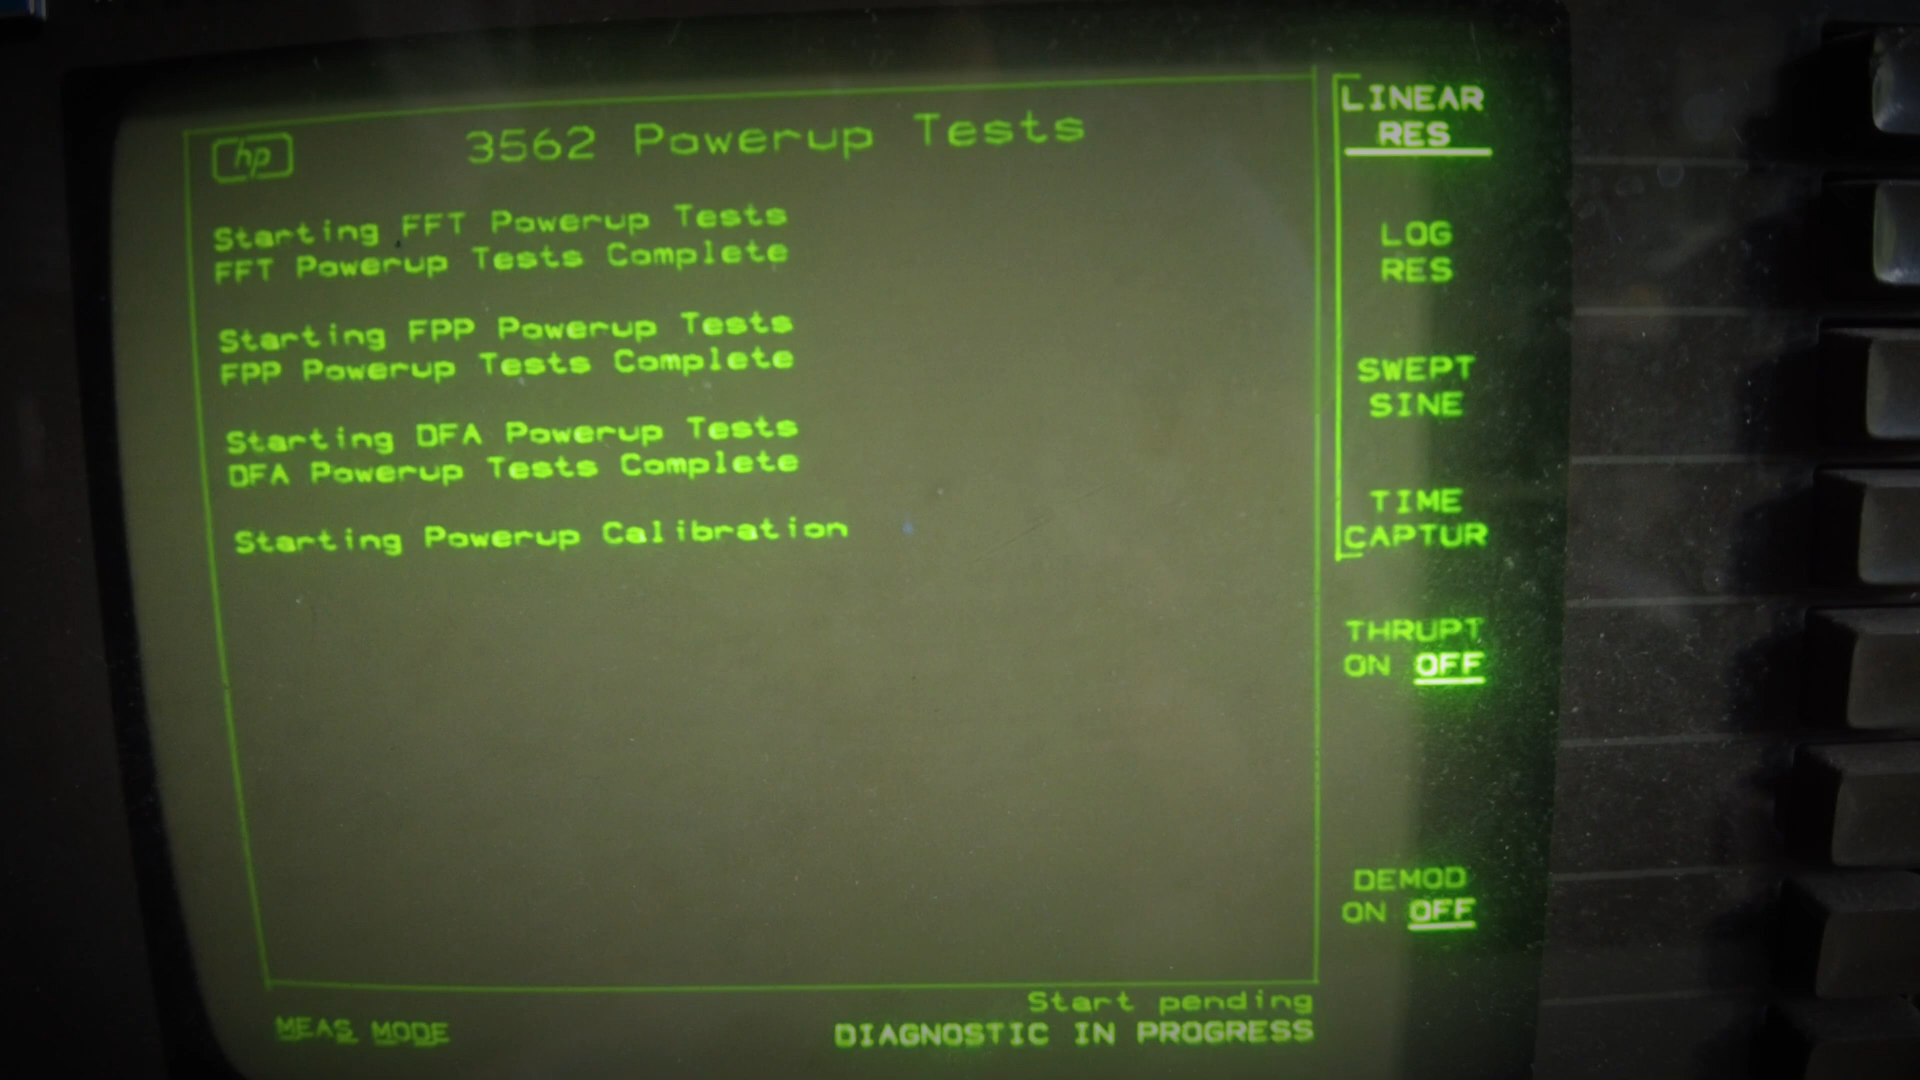 hp
3562 Powerup Tests
Starting FFT Powerup Tests
FFT Powerup Tests Complete
Starting FPP Powerup Tests
FPP Powerup Tests Complete
Starting DFA Powerup Tests
DFA Powerup Tests Complete
Starting Powerup Calibration
LINEAR
RES
LOG
RES
SWEPT
SINE
TIME
CAPTUR
THRUPT
ON OFF
DEMOD
ON OFF
Start pending
MEAS MODE
DIAGNOSTIC IN PROGRESS